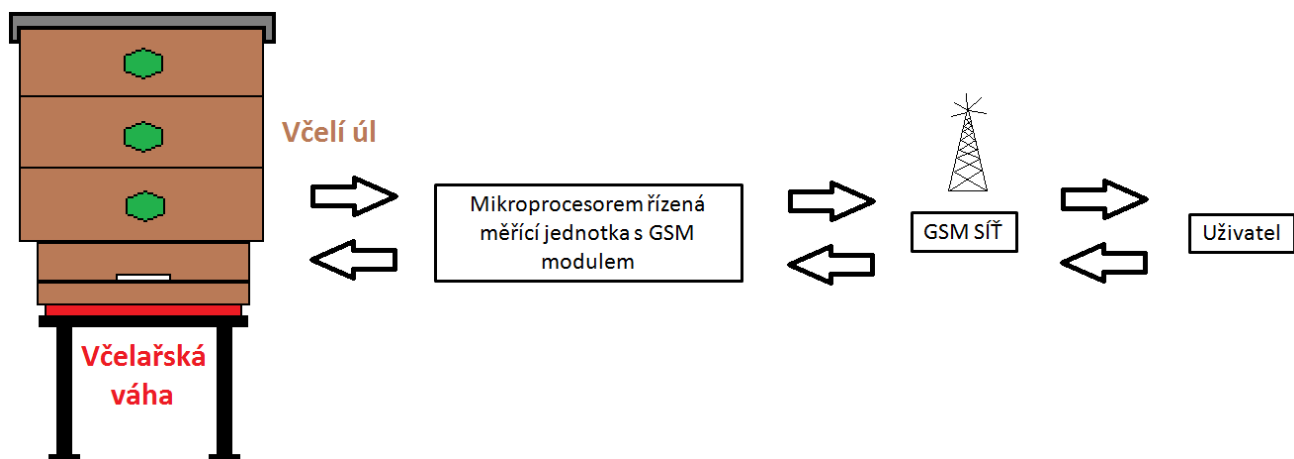 Včelí úl
Mikroprocesorem řízená
měřící jednotka s GSM
modulem
GSM SÍŤ
Uživatel
Včelařská
váha